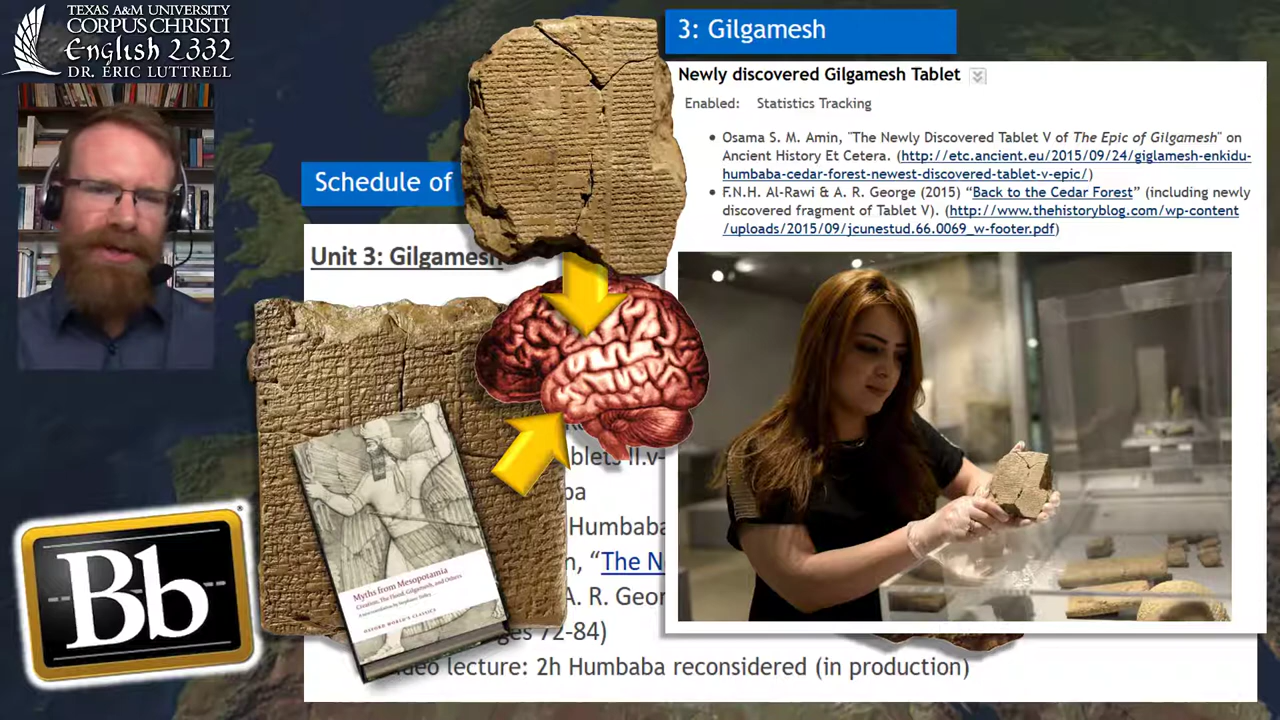 TEXAS A&M UNIVERSITY
CORPUS CHRISTI
English 2332
DR. ERIC LUTTRELL
3: Gilgamesh
Newly discovered Gilgamesh Tablet
Enabled: Statistics Tracking
• Osama S. M. Amin, "The Newly Discovered Tablet V of The Epic of Gilgamesh" on
Ancient History Et Cetera. (http://etc.ancient.eu/2015/09/24/giglamesh-enkidu-
humbaba-cedar-forest-newest-discovered-tablet-v-epic/)
• F.N.H. Al-Rawi & A. R. George (2015) “Back to the Cedar Forest” (including newly
discovered fragment of Tablet V). (http://www.thehistoryblog.com/wp-content
/uploads/2015/09/jcunestud.66.0069_w-footer.pdf)
Schedule of
Unit 3: Gilgamesh
ablets II.v-
ba
Humbaba
m, “The N
A. R. Geor
ges 72-84)
deo lecture: 2h Humbaba reconsidered (in production)
Myths from Mesopotamia
Creation, The Flood, Gilgamesh, and Others
A new translation by Stephanie Dalley
OXFORD WORLD'S CLASSICS
Bb